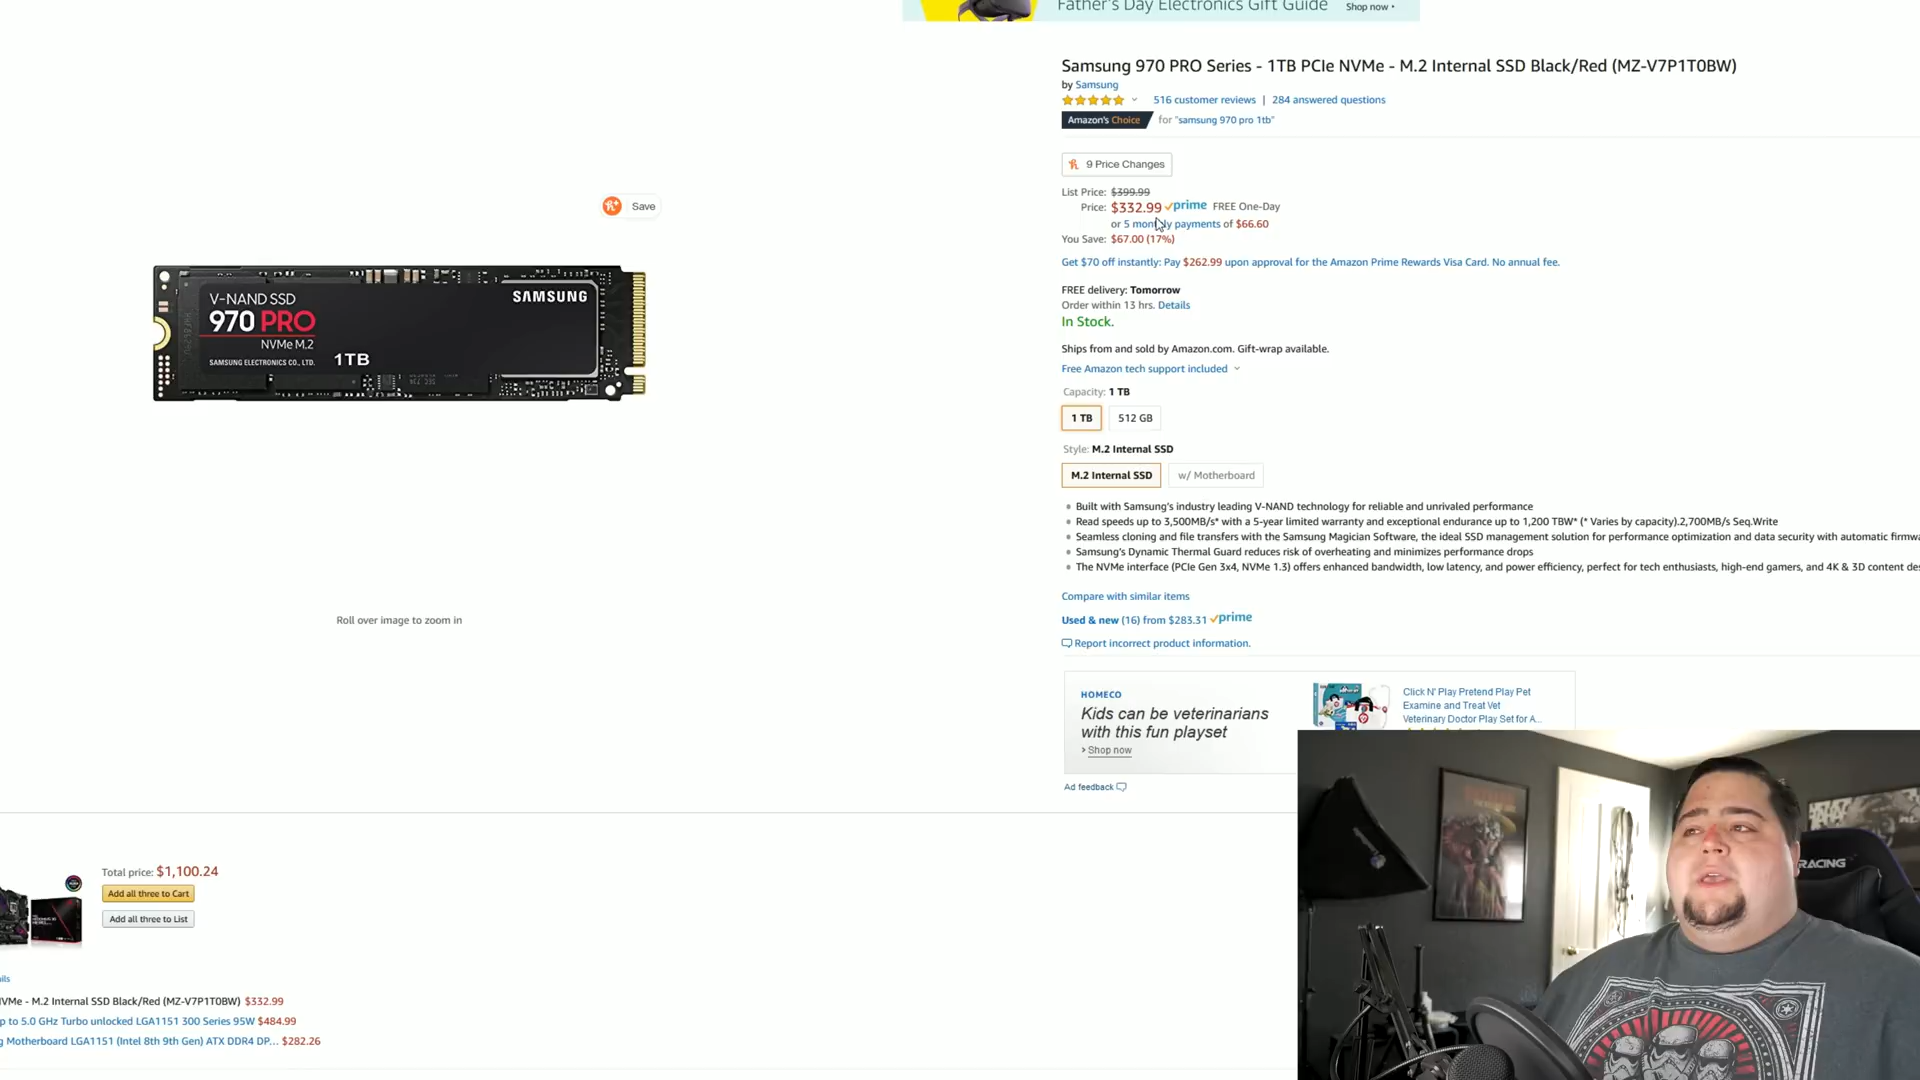 Father's Day Electronics Gift Guide Shop now
Samsung 970 PRO Series - 1TB PCIe NVMe - M.2 Internal SSD Black/Red (MZ-V7P1T0BW)
by Samsung
516 customer reviews | 284 answered questions
Amazon's Choice for "samsung 970 pro 1tb"
9 Price Changes
List Price: $399.99
Price: $332.99 prime FREE One-Day
or 5 monthly payments of $66.60
You Save: $67.00 (17%)
Get $70 off instantly: Pay $262.99 upon approval for the Amazon Prime Rewards Visa Card. No annual fee.
FREE delivery: Tomorrow
Order within 13 hrs. Details
In Stock.
Ships from and sold by Amazon.com. Gift-wrap available.
Free Amazon tech support included
Capacity: 1 TB
1 TB 512 GB
Style: M.2 Internal SSD
M.2 Internal SSD w/ Motherboard
Built with Samsung's industry leading V-NAND technology for reliable and unrivaled performance
Read speeds up to 3,500MB/s* with a 5-year limited warranty and exceptional endurance up to 1,200 TBW* (* Varies by capacity).2,700MB/s Seq.Write
Seamless cloning and file transfers with the Samsung Magician Software, the ideal SSD management solution for performance optimization and data security with automatic firmwa
Samsung's Dynamic Thermal Guard reduces risk of overheating and minimizes performance drops
The NVMe interface (PCIe Gen 3x4, NVMe 1.3) offers enhanced bandwidth, low latency, and power efficiency, perfect for tech enthusiasts, high-end gamers, and 4K & 3D content des
Compare with similar items
Used & new (16) from $283.31 prime
Report incorrect product information.
HOMECO
Kids can be veterinarians
with this fun playset
Shop now
Click N' Play Pretend Play Pet
Examine and Treat Vet
Veterinary Doctor Play Set for A...
Ad feedback
Save
V-NAND SSD
970 PRO
NVMe M.2
SAMSUNG ELECTRONICS CO., LTD. 1TB
SAMSUNG
Roll over image to zoom in
Total price: $1,100.24
Add all three to Cart
Add all three to List
ils
VMe - M.2 Internal SSD Black/Red (MZ-V7P1T0BW) $332.99
p to 5.0 GHz Turbo unlocked LGA1151 300 Series 95W $484.99
g Motherboard LGA1151 (Intel 8th 9th Gen) ATX DDR4 DP... $282.26
RACING